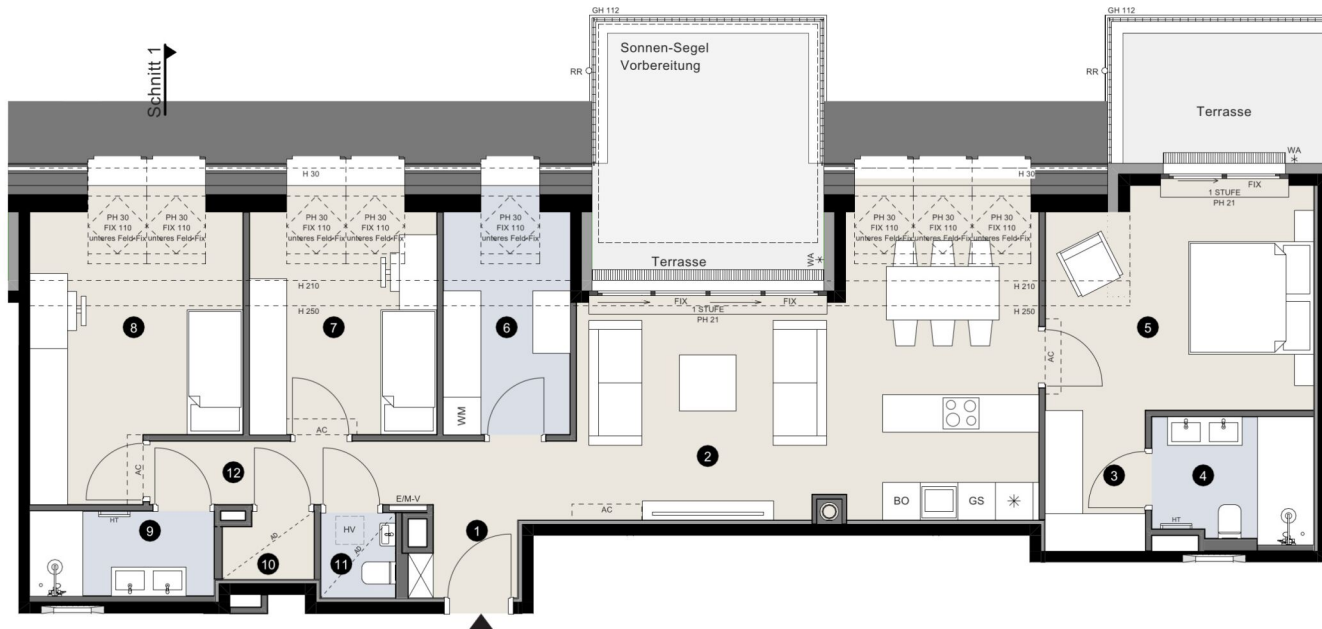 GH 112
GH 112
Schnitt 1
Sonnen-Segel
Vorbereitung
RR
RR
Terrasse
WA
H 30
H 30
FIX
1 STUFE
PH 21
PH 30
PH 30
FIX 110
FIX 110
unteres Feld-Fix
unteres Feld-Fix
PH 30
PH 30
FIX 110
FIX 110
unteres Feld-Fix
unteres Feld-Fix
PH 30
FIX 110
unteres Feld-Fix
PH 30
PH 30
PH 30
FIX 110
FIX 110
FIX 110
unteres Feld-Fix
unteres Feld-Fix
unteres Feld-Fix
Terrasse
WA
H 210
H 210
FIX
FIX
H 250
1 STUFE
H 250
PH 21
8
7
6
5
AC
WM
AC
AC
2
12
3
4
E/M-V
BO
GS
AC
HT
9
HV
1
HT
10
AD
11
AD